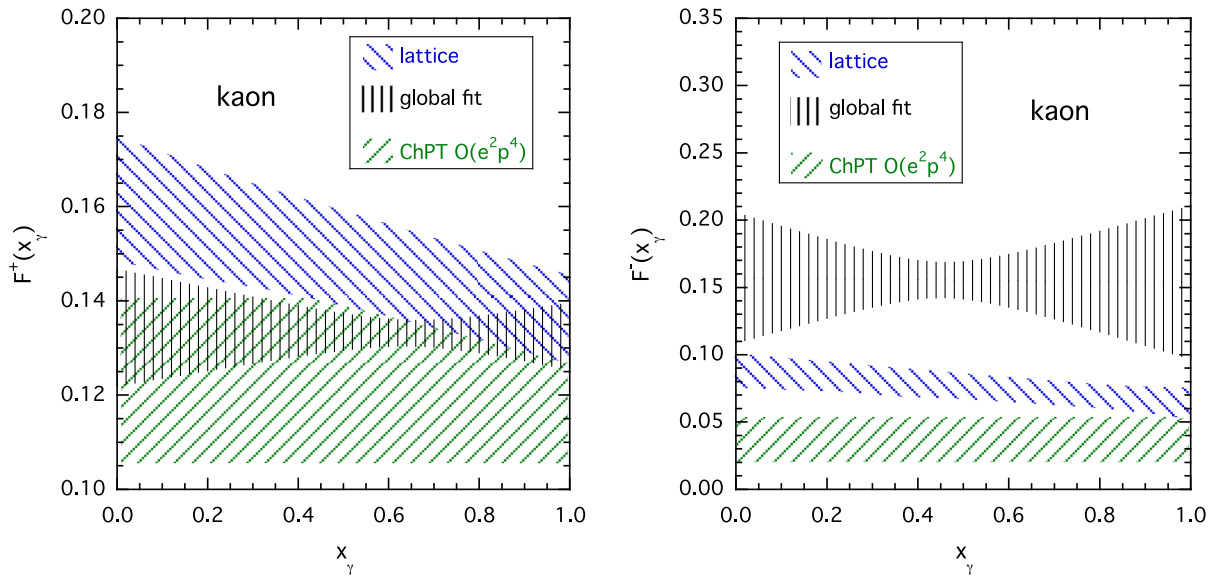 0.20
0.18
0.16
0.14
0.12
0.10
F⁺(x_γ)
kaon
lattice
global fit
ChPT O(e²p⁴)
0.0 0.2 0.4 0.6 0.8 1.0
x_γ
0.35
0.30
0.25
0.20
0.15
0.10
0.05
0.00
F⁻(x_γ)
lattice
global fit
ChPT O(e²p⁴)
kaon
0.0 0.2 0.4 0.6 0.8 1.0
x_γ